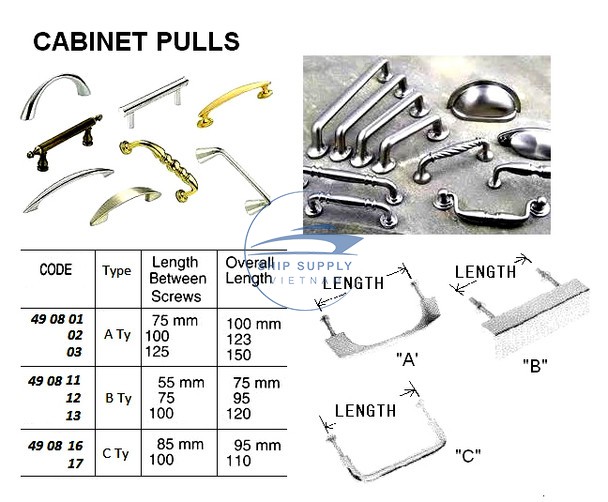 CABINET PULLS
SHIP SUPPLY
VIETNAM
CODE Type Length Between Screws Overall Length
49 08 01 A Ty 75 mm 100 mm
02 100 123
03 125 150
49 08 11 B Ty 55 mm 75 mm
12 75 95
13 100 120
49 08 16 C Ty 85 mm 95 mm
17 100 110
LENGTH
"A'
LENGTH
"B"
LENGTH
"C"